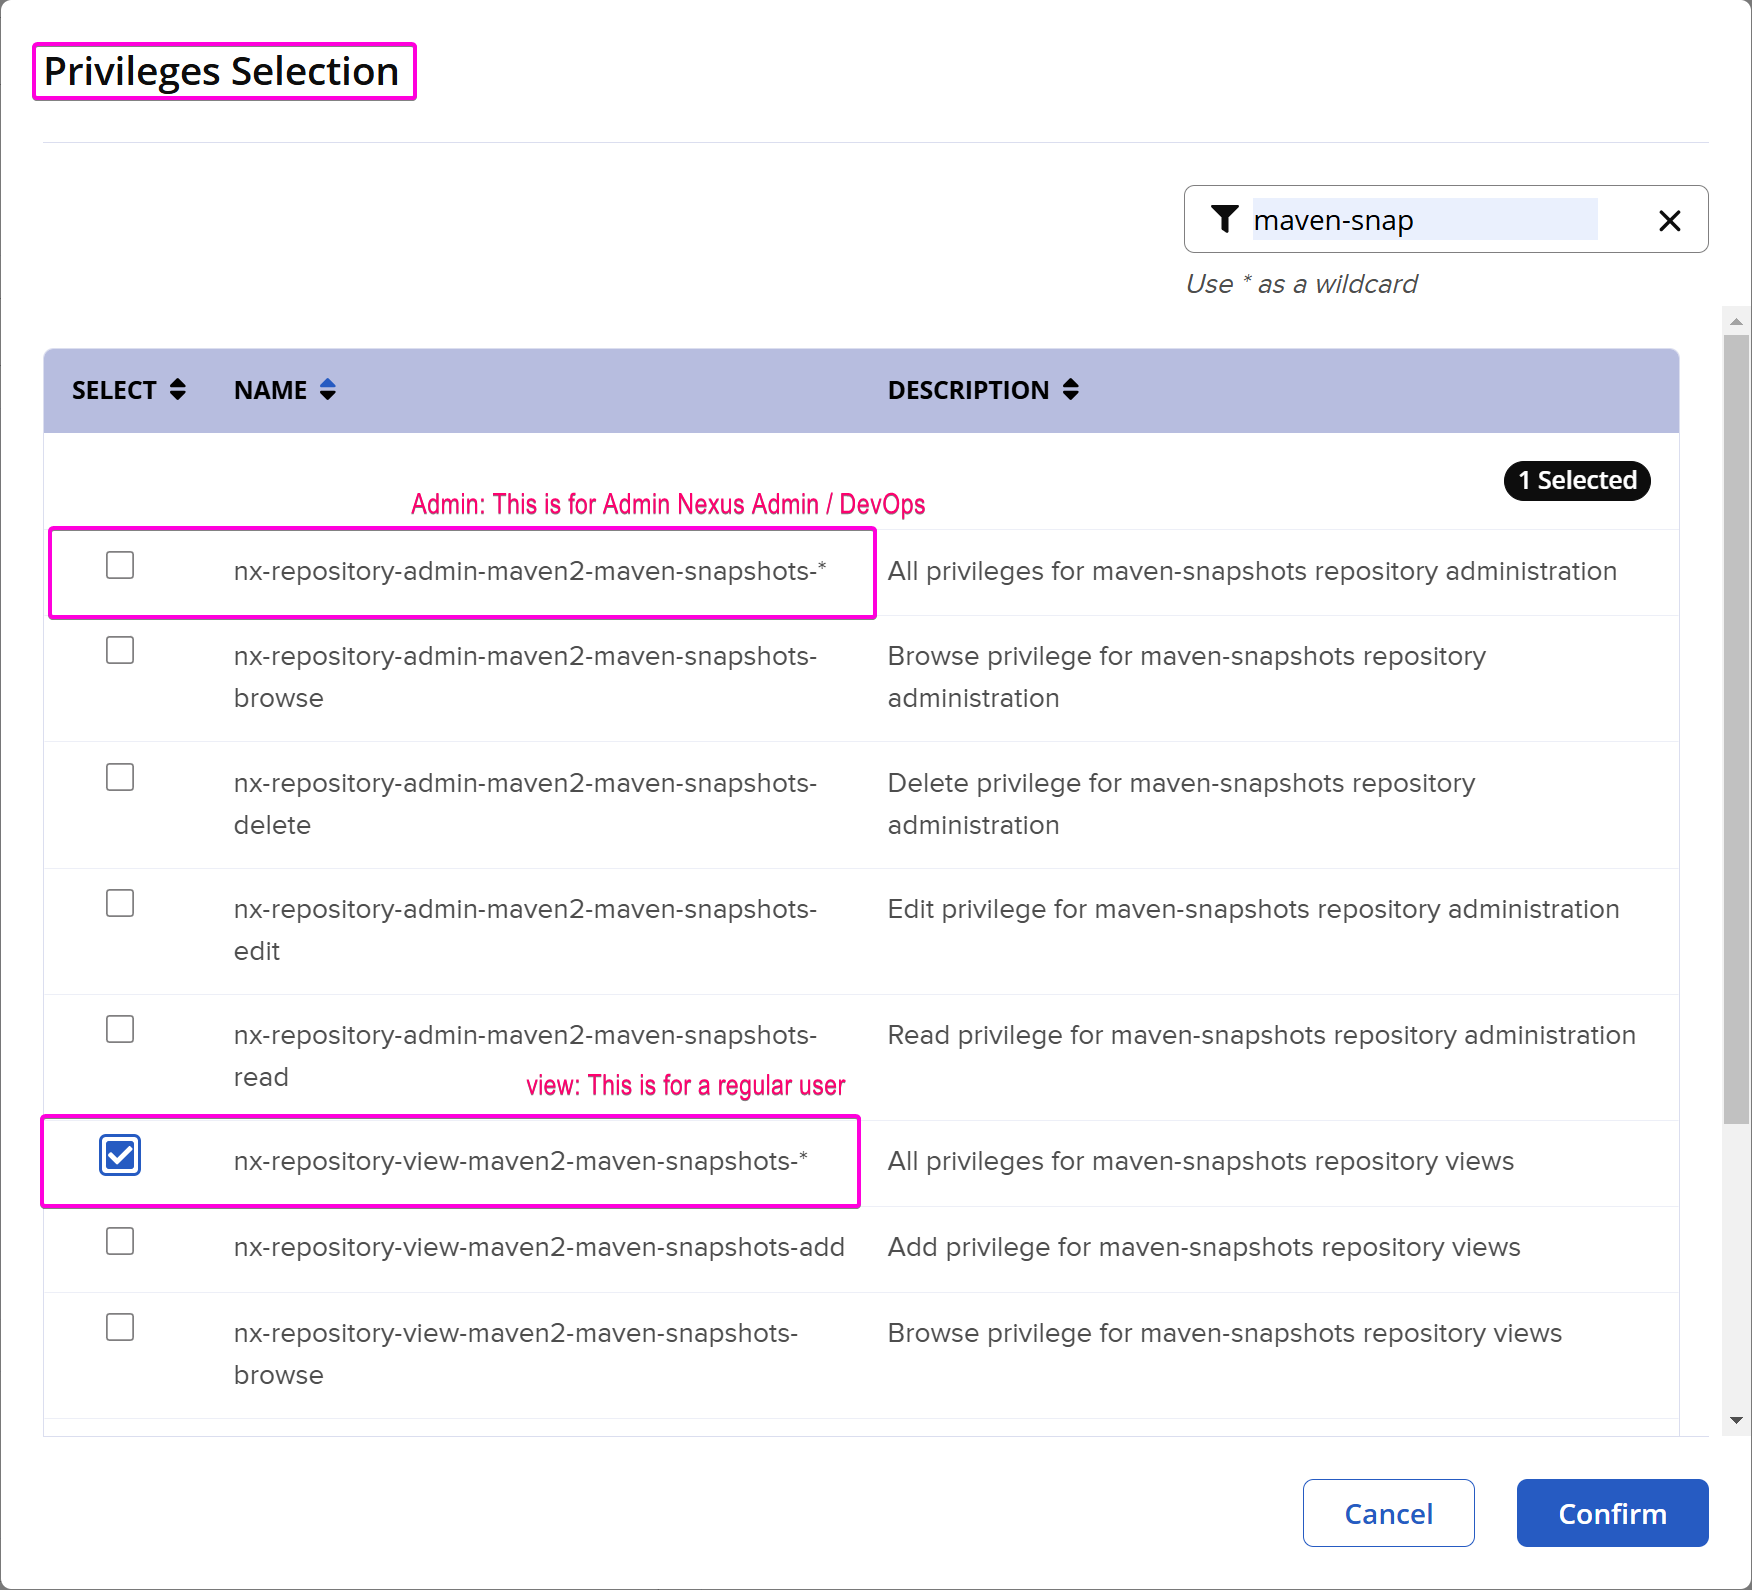 Privileges Selection
maven-snap
Use * as a wildcard
SELECT NAME DESCRIPTION
1 Selected
Admin: This is for Admin Nexus Admin / DevOps
nx-repository-admin-maven2-maven-snapshots-* All privileges for maven-snapshots repository administration
nx-repository-admin-maven2-maven-snapshots- Browse privilege for maven-snapshots repository
browse administration
nx-repository-admin-maven2-maven-snapshots- Delete privilege for maven-snapshots repository
delete administration
nx-repository-admin-maven2-maven-snapshots- Edit privilege for maven-snapshots repository administration
edit
nx-repository-admin-maven2-maven-snapshots- Read privilege for maven-snapshots repository administration
read
view: This is for a regular user
nx-repository-view-maven2-maven-snapshots-* All privileges for maven-snapshots repository views
nx-repository-view-maven2-maven-snapshots-add Add privilege for maven-snapshots repository views
nx-repository-view-maven2-maven-snapshots- Browse privilege for maven-snapshots repository views
browse
Cancel Confirm